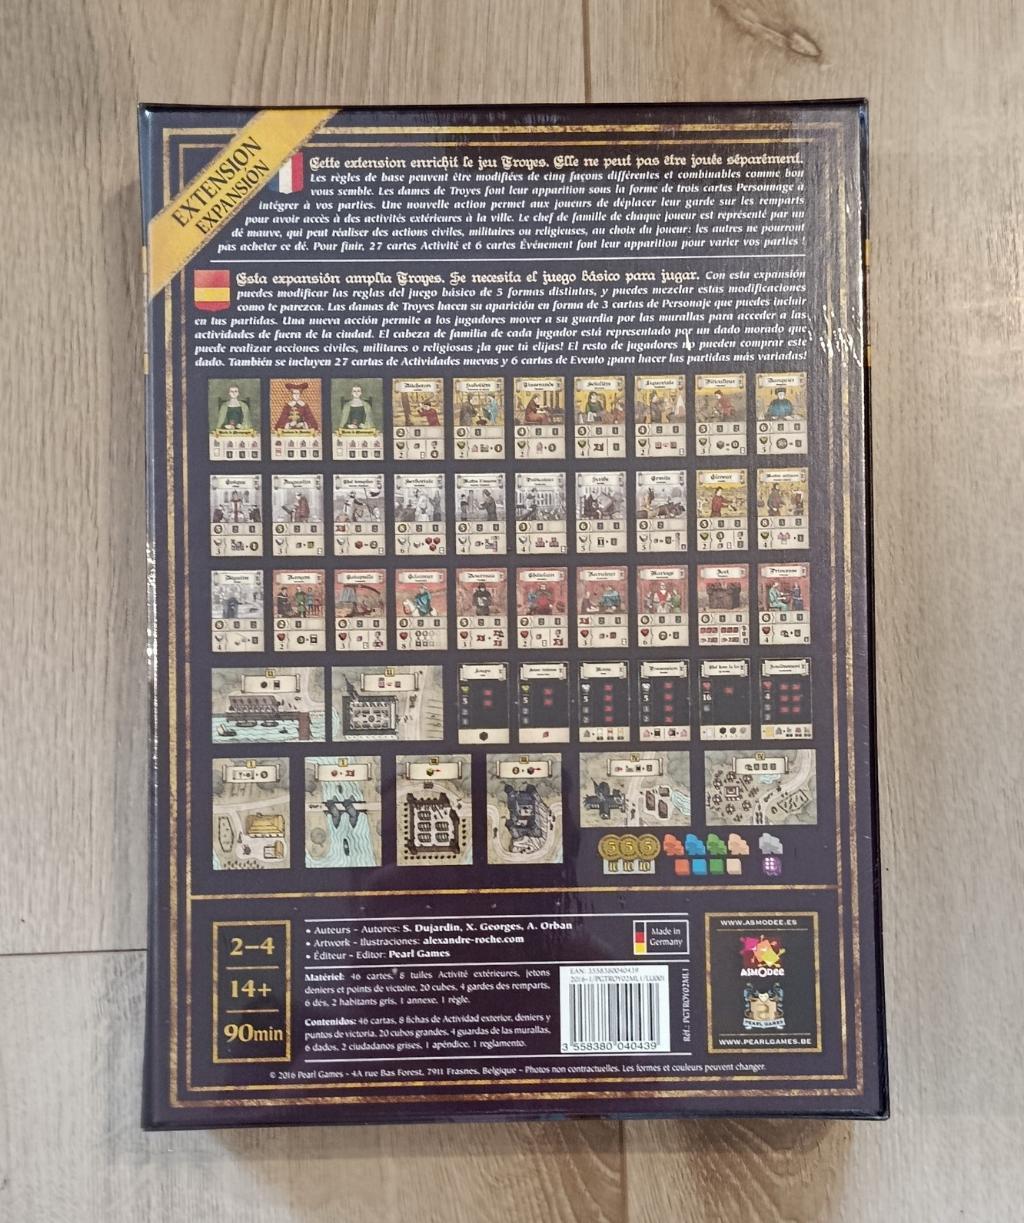 EXTENSION
EXPANSIÓN
Cette extension enrichit le jeu Troyes. Elle ne peut pas être jouée séparément.
Les règles de base peuvent être modifiées de cinq façons différentes et combinables comme bon
vous semble. Les dames de Troyes font leur apparition sous la forme de trois cartes Personnage à
intégrer à vos parties. Une nouvelle action permet aux joueurs de déplacer leur garde sur les remparts
pour avoir accès à des activités extérieures à la ville. Le chef de famille de chaque joueur est représenté par un
dé mauve, qui peut réaliser des actions civiles, militaires ou religieuses, au choix du joueur: les autres ne pourront
pas acheter ce dé. Pour finir, 27 cartes Activité et 6 cartes Événement font leur apparition pour varier vos parties !
Esta expansión amplía Troyes. Se necesita el juego básico para jugar. Con esta expansión
puedes modificar las reglas del juego básico de 5 formas distintas, y puedes mezclar estas modificaciones
como te parezca. Las damas de Troyes hacen su aparición en forma de 3 cartas de Personaje que puedes incluir
en tus partidas. Una nueva acción permite a los jugadores mover a su guardia por las murallas para acceder a las
actividades de fuera de la ciudad. El cabeza de familia de cada jugador está representado por un dado morado que
puede realizar acciones civiles, militares o religiosas ¡la que tú elijas! El resto de jugadores no pueden comprar este
dado. También se incluyen 27 cartas de Actividades nuevas y 6 cartas de Evento ¡para hacer las partidas más variadas!
2–4
14+
90min
• Auteurs - Autores: S. Dujardin, X. Georges, A. Orban
• Artwork - Ilustraciones: alexandre-roche.com
• Éditeur - Editor: Pearl Games
Made in
Germany
Matériel: 46 cartes, 8 tuiles Activité extérieures, jetons
deniers et points de victoire, 20 cubes, 4 gardes des remparts,
6 dés, 2 habitants gris, 1 annexe, 1 règle.
Contenidos: 46 cartas, 8 fichas de Actividad exterior, deniers y
puntos de victoria, 20 cubos grandes, 4 guardas de las murallas,
6 dados, 2 ciudadanos grises, 1 apéndice, 1 reglamento.
EAN: 3558380040439
2016-1/PGTROY02ML1/LU001
3 558380 040439
Réf.: PGTROY02ML1
WWW.ASMODEE.ES
ASMODEE
PEARL GAMES
WWW.PEARLGAMES.BE
© 2016 Pearl Games - 4A rue Bas Forest, 7911 Frasnes, Belgique - Photos non contractuelles. Les formes et couleurs peuvent changer.